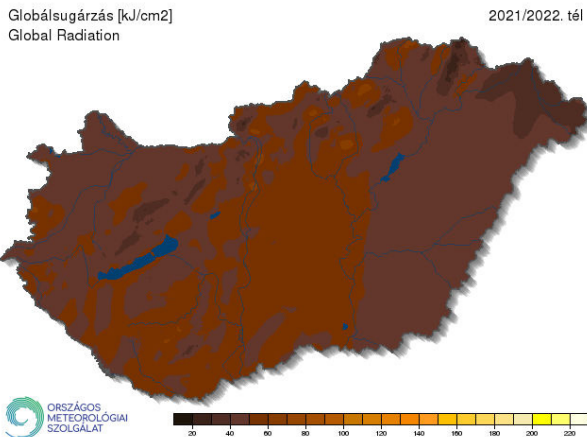 Globálsugárzás [kJ/cm2]
Global Radiation
2021/2022. tél
ORSZÁGOS
METEOROLÓGIAI
SZOLGÁLAT
20 40 60 80 100 120 140 160 180 200 220